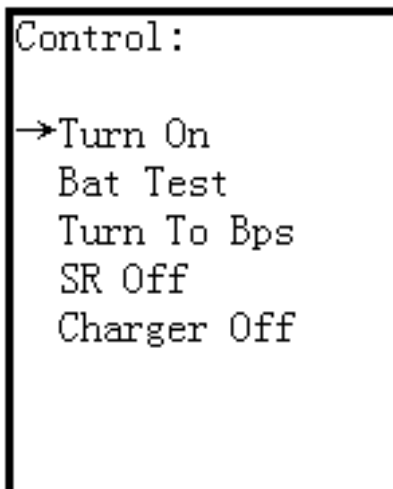 Control:
→Turn On
Bat Test
Turn To Bps
SR Off
Charger Off